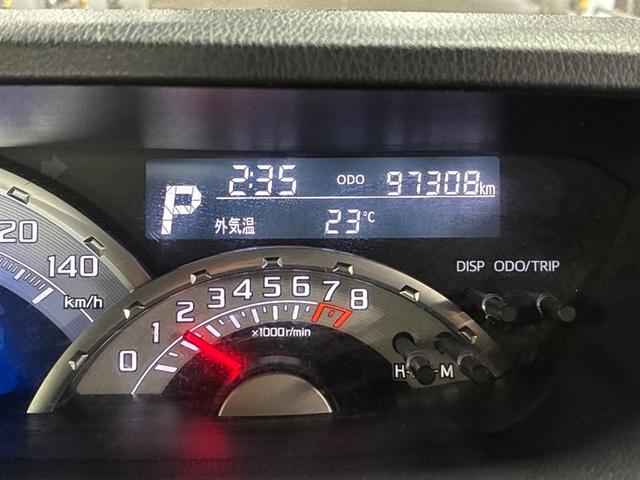 2:35 ODO 97308km
P
外気温 23℃
20
140
km/h
DISP ODO/TRIP
0 1 2 3 4 5 6 7 8
×1000r/min
H
M